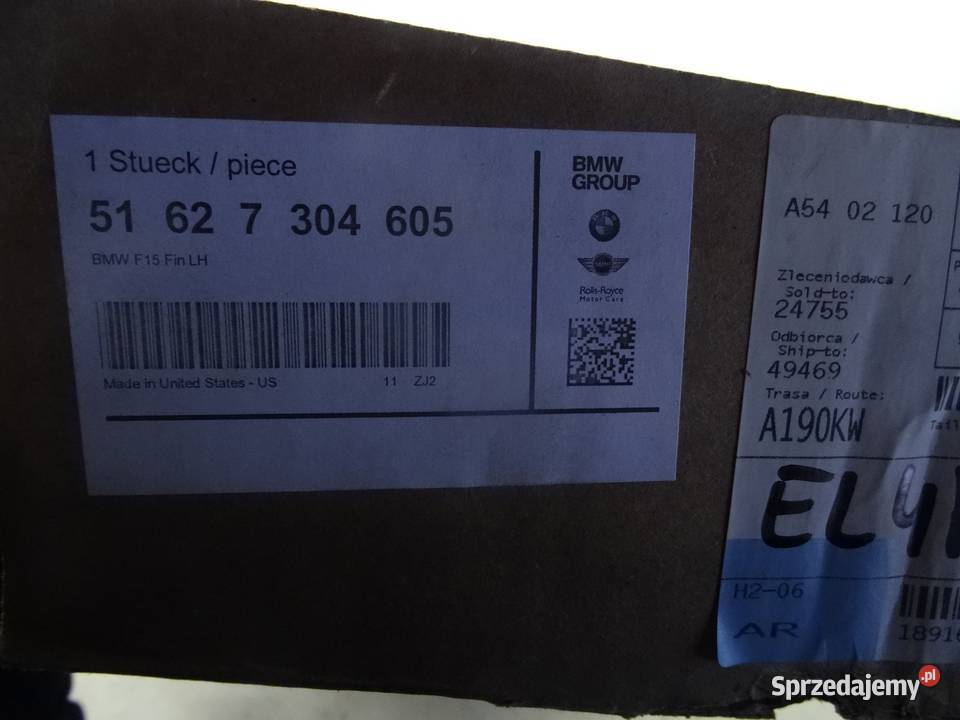 1 Stueck / piece
51 62 7 304 605
BMW F15 Fin LH
Made in United States - US
11 ZJ2
BMW
GROUP
MINI
Rolls-Royce
Motor Cars
A54 02 120
Zleceniodawca /
Sold-to:
24755
Odbiorca /
Ship-to:
49469
Trasa / Route:
A190KW
EL4
H2-06
AR
Sprzedajemy.pl